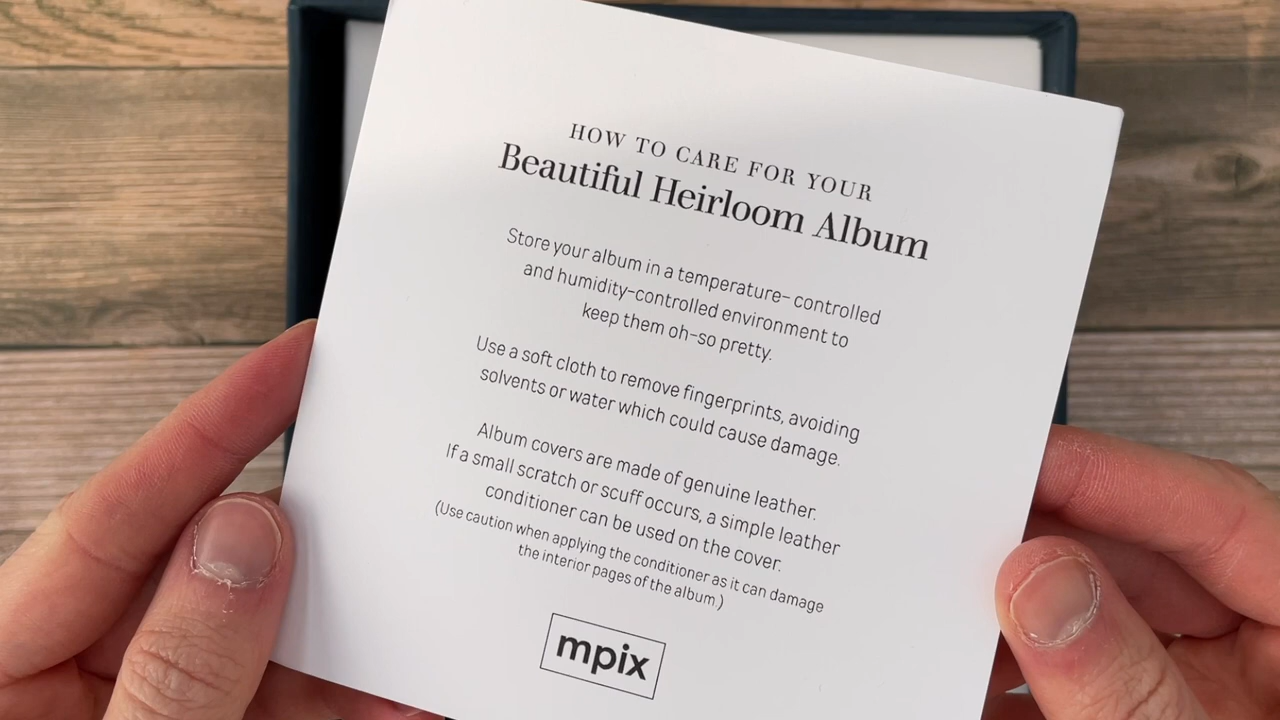 HOW TO CARE FOR YOUR
Beautiful Heirloom Album
Store your album in a temperature- controlled
and humidity-controlled environment to
keep them oh-so pretty.
Use a soft cloth to remove fingerprints, avoiding
solvents or water which could cause damage.
Album covers are made of genuine leather.
If a small scratch or scuff occurs, a simple leather
conditioner can be used on the cover.
(Use caution when applying the conditioner as it can damage
the interior pages of the album.)
mpix